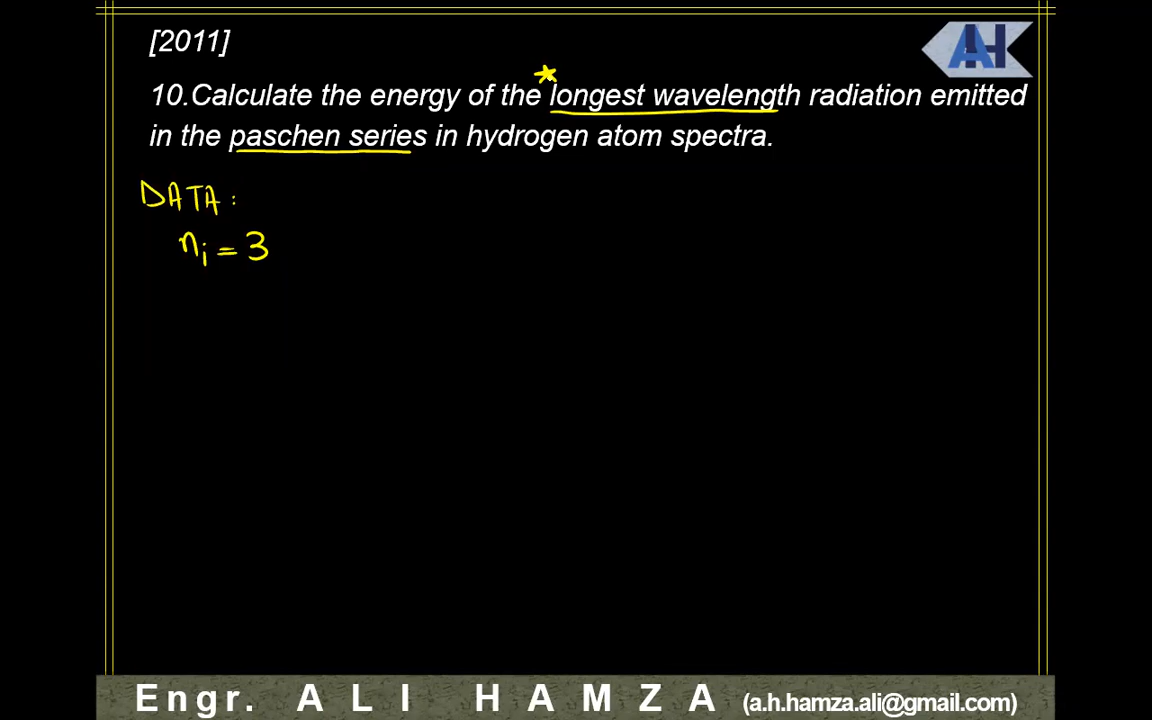 [2011]
10.Calculate the energy of the longest wavelength radiation emitted
in the paschen series in hydrogen atom spectra.
DATA:
ni = 3
AH
Engr. ALI HAMZA (a.h.hamza.ali@gmail.com)